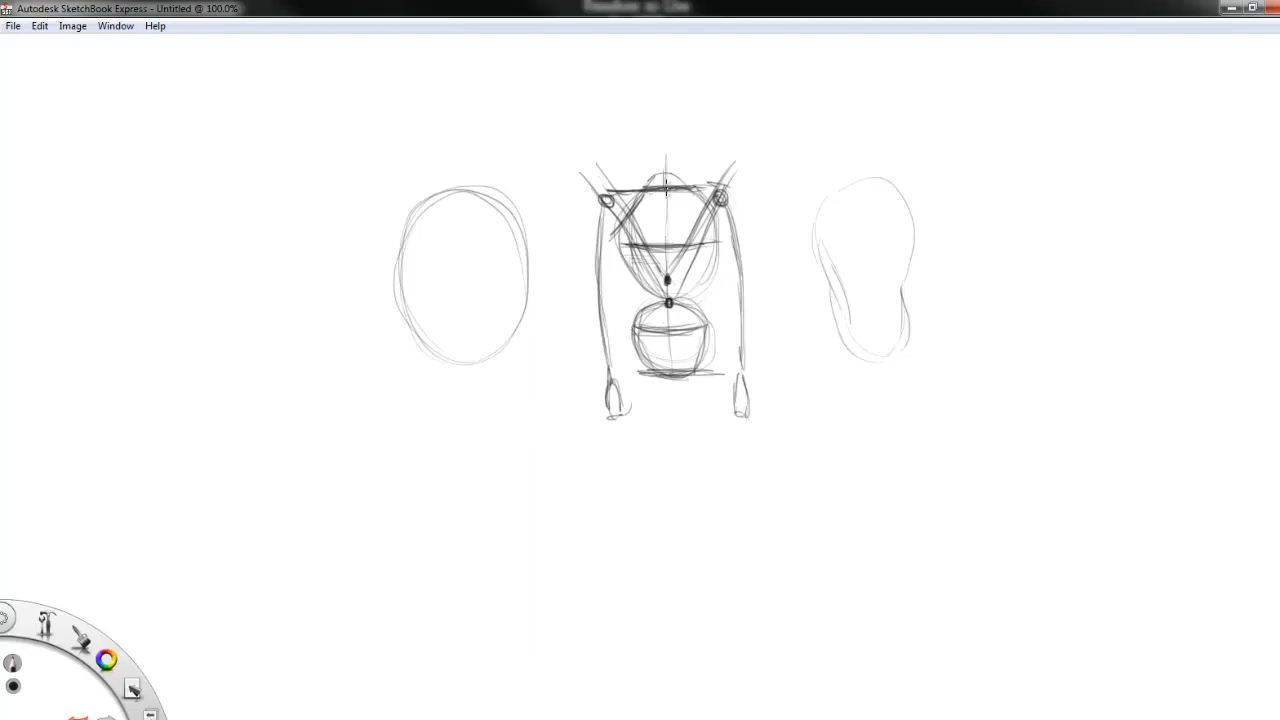 Autodesk SketchBook Express - Untitled @ 100.0%
File Edit Image Window Help